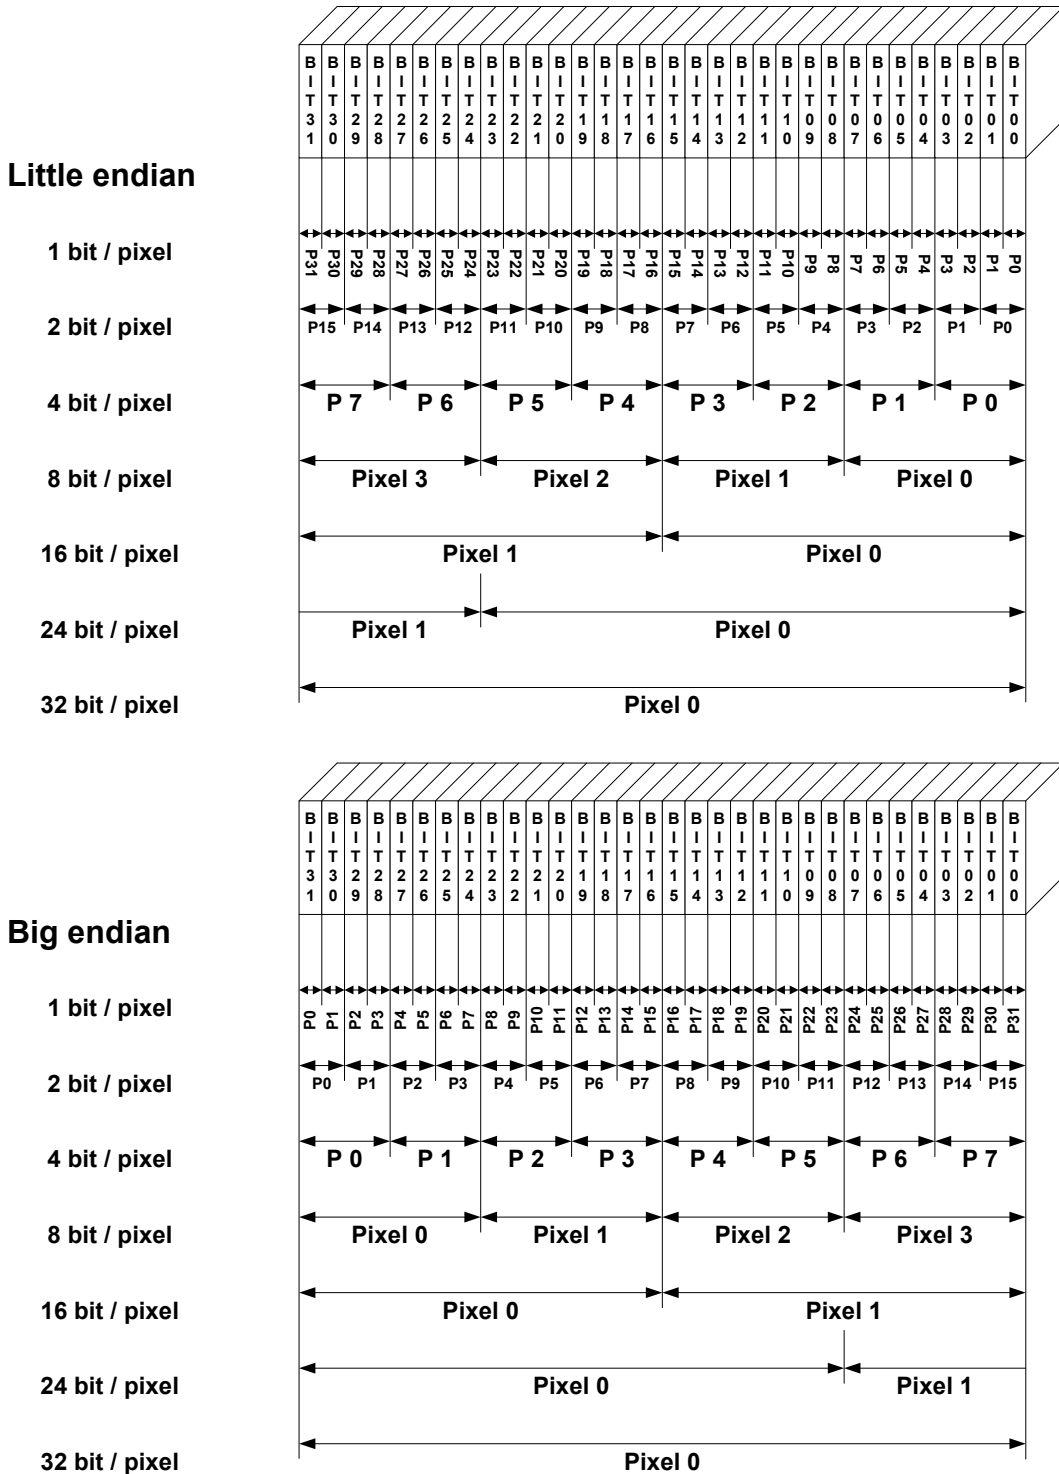 BIT31 BIT30 BIT29 BIT28 BIT27 BIT26 BIT25 BIT24 BIT23 BIT22 BIT21 BIT20 BIT19 BIT18 BIT17 BIT16 BIT15 BIT14 BIT13 BIT12 BIT11 BIT10 BIT09 BIT08 BIT07 BIT06 BIT05 BIT04 BIT03 BIT02 BIT01 BIT00
Little endian
1 bit / pixel P31 P30 P29 P28 P27 P26 P25 P24 P23 P22 P21 P20 P19 P18 P17 P16 P15 P14 P13 P12 P11 P10 P9 P8 P7 P6 P5 P4 P3 P2 P1 P0
2 bit / pixel P15 P14 P13 P12 P11 P10 P9 P8 P7 P6 P5 P4 P3 P2 P1 P0
4 bit / pixel P 7 P 6 P 5 P 4 P 3 P 2 P 1 P 0
8 bit / pixel Pixel 3 Pixel 2 Pixel 1 Pixel 0
16 bit / pixel Pixel 1 Pixel 0
24 bit / pixel Pixel 1 Pixel 0
32 bit / pixel Pixel 0
BIT31 BIT30 BIT29 BIT28 BIT27 BIT26 BIT25 BIT24 BIT23 BIT22 BIT21 BIT20 BIT19 BIT18 BIT17 BIT16 BIT15 BIT14 BIT13 BIT12 BIT11 BIT10 BIT09 BIT08 BIT07 BIT06 BIT05 BIT04 BIT03 BIT02 BIT01 BIT00
Big endian
1 bit / pixel P0 P1 P2 P3 P4 P5 P6 P7 P8 P9 P10 P11 P12 P13 P14 P15 P16 P17 P18 P19 P20 P21 P22 P23 P24 P25 P26 P27 P28 P29 P30 P31
2 bit / pixel P0 P1 P2 P3 P4 P5 P6 P7 P8 P9 P10 P11 P12 P13 P14 P15
4 bit / pixel P 0 P 1 P 2 P 3 P 4 P 5 P 6 P 7
8 bit / pixel Pixel 0 Pixel 1 Pixel 2 Pixel 3
16 bit / pixel Pixel 0 Pixel 1
24 bit / pixel Pixel 0 Pixel 1
32 bit / pixel Pixel 0